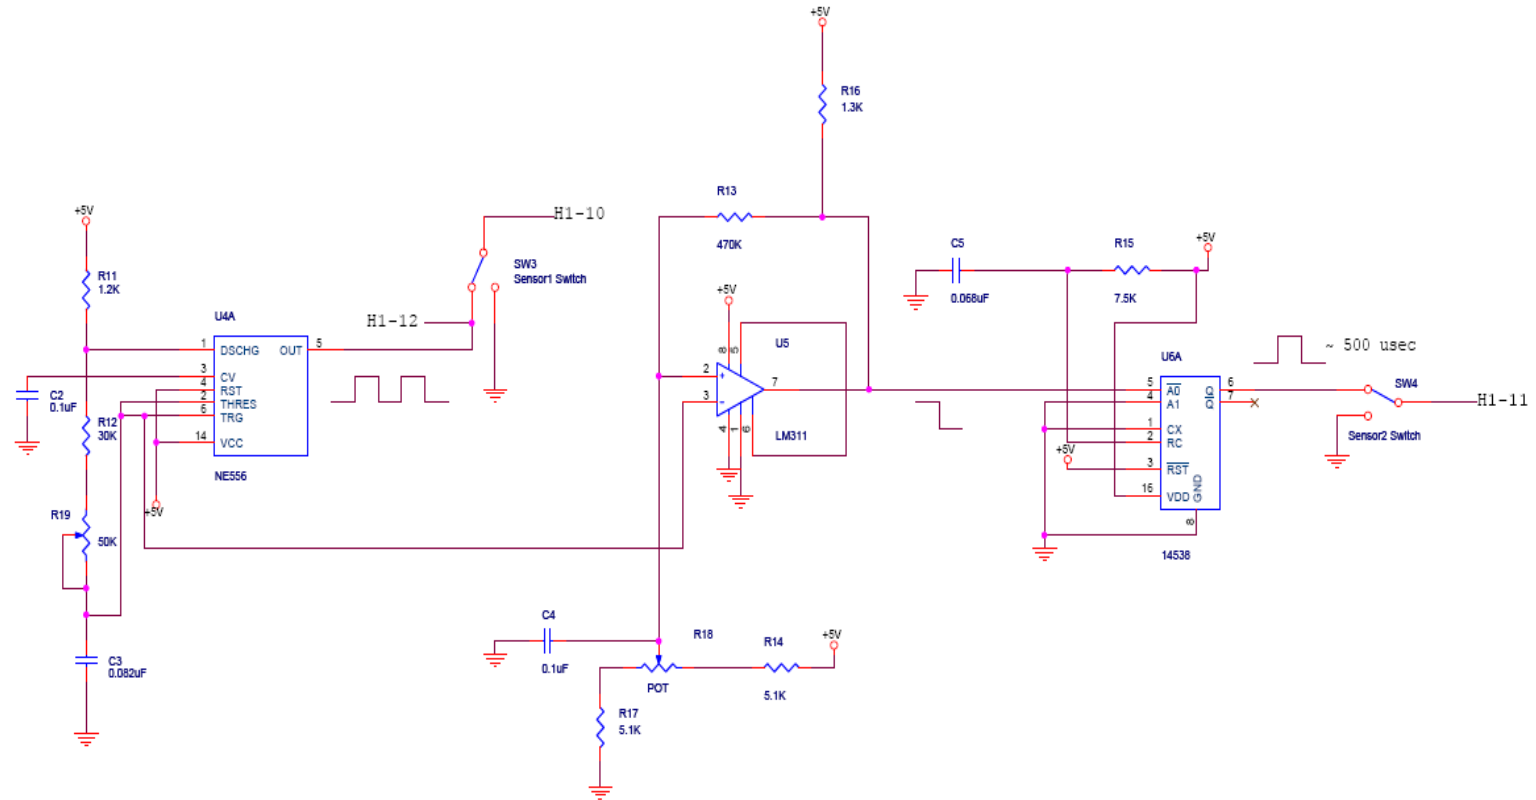 +5V
R16
1.3K
R13
470K
+5V
R11
1.2K
H1-10
SW3
Sensor1 Switch
H1-12
U4A
1 DSCHG OUT 5
3 CV
4 RST
2 THRES
6 TRG
14 VCC
NE556
+5V
C2
0.1uF
R12
30K
R19
50K
C3
0.082uF
+5V
8
5
U5
2 +
3 -
7
4
1
6
LM311
C4
0.1uF
R18
POT
R14
5.1K
+5V
R17
5.1K
C5
0.068uF
R15
7.5K
+5V
U6A
5 A0 Q 6
4 A1 Q 7
1 CX
2 RC
3 RST
16 VDD GND
8
+5V
14538
~ 500 usec
SW4
H1-11
Sensor2 Switch